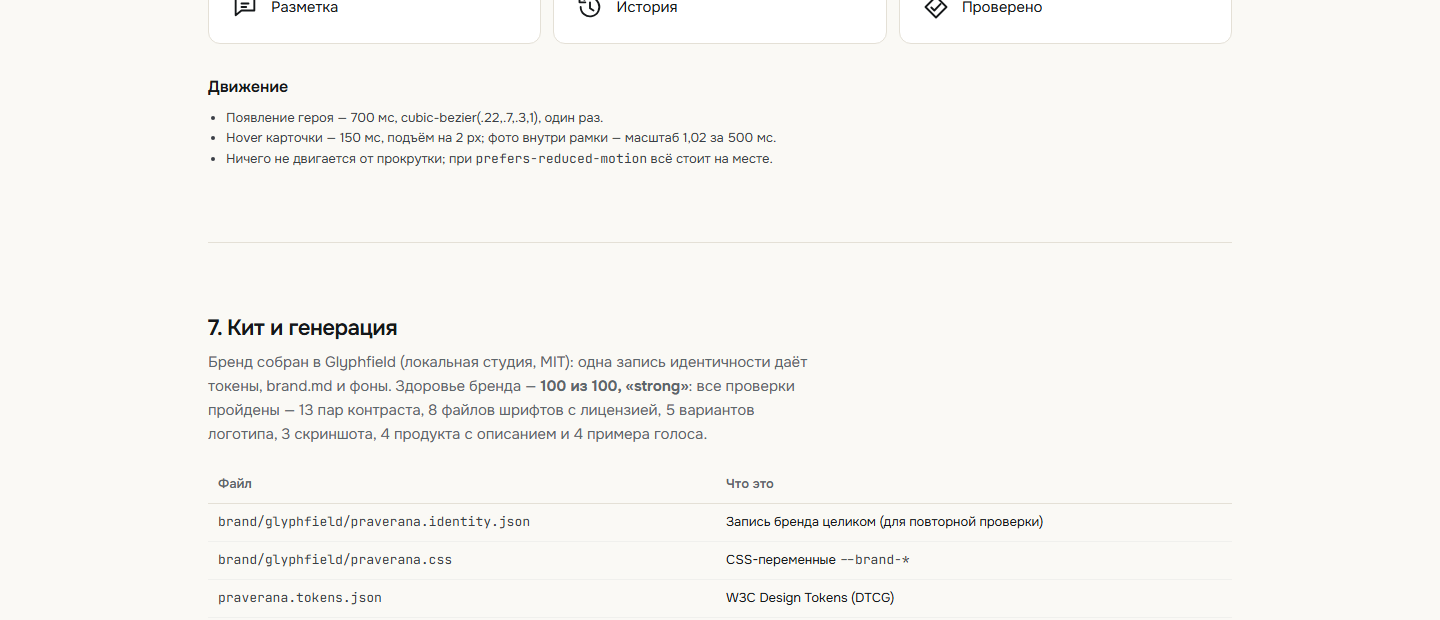 Разметка
История
Проверено
Движение
• Появление героя — 700 мс, cubic-bezier(.22,.7,.3,1), один раз.
• Hover карточки — 150 мс, подъём на 2 px; фото внутри рамки — масштаб 1,02 за 500 мс.
• Ничего не двигается от прокрутки; при prefers-reduced-motion всё стоит на месте.
7. Кит и генерация
Бренд собран в Glyphfield (локальная студия, MIT): одна запись идентичности даёт
токены, brand.md и фоны. Здоровье бренда — 100 из 100, «strong»: все проверки
пройдены — 13 пар контраста, 8 файлов шрифтов с лицензией, 5 вариантов
логотипа, 3 скриншота, 4 продукта с описанием и 4 примера голоса.
Файл Что это
brand/glyphfield/praverana.identity.json Запись бренда целиком (для повторной проверки)
brand/glyphfield/praverana.css CSS-переменные --brand-*
praverana.tokens.json W3C Design Tokens (DTCG)